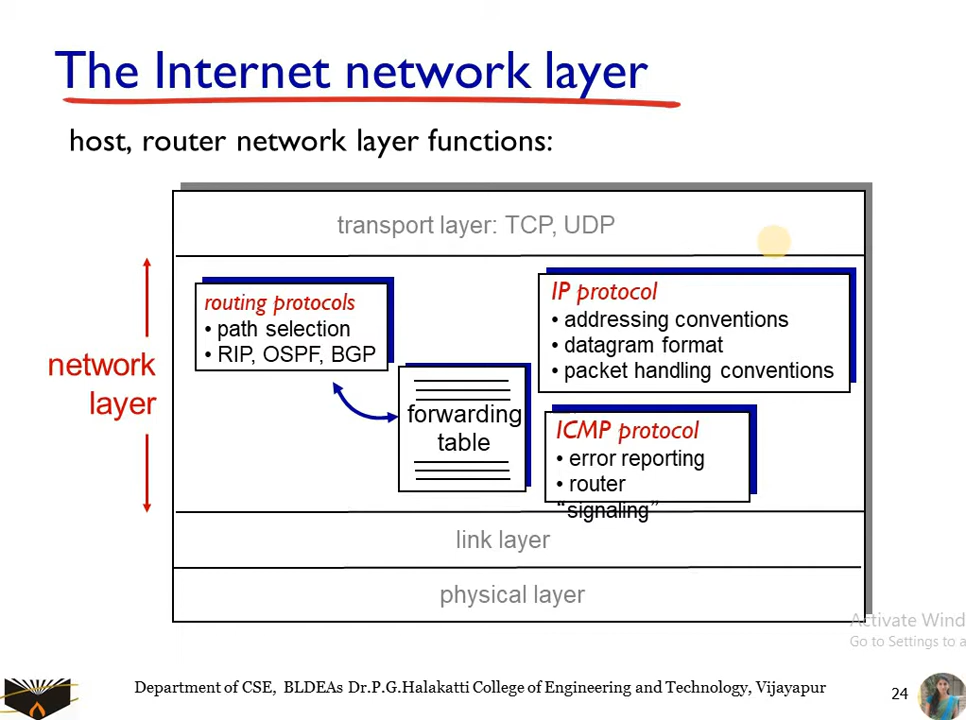 The Internet network layer
host, router network layer functions:
transport layer: TCP, UDP
network
layer
routing protocols
• path selection
• RIP, OSPF, BGP
forwarding
table
IP protocol
• addressing conventions
• datagram format
• packet handling conventions
ICMP protocol
• error reporting
• router
“signaling”
link layer
physical layer
Activate Wind
Go to Settings to a
Department of CSE, BLDEAs Dr.P.G.Halakatti College of Engineering and Technology, Vijayapur
24